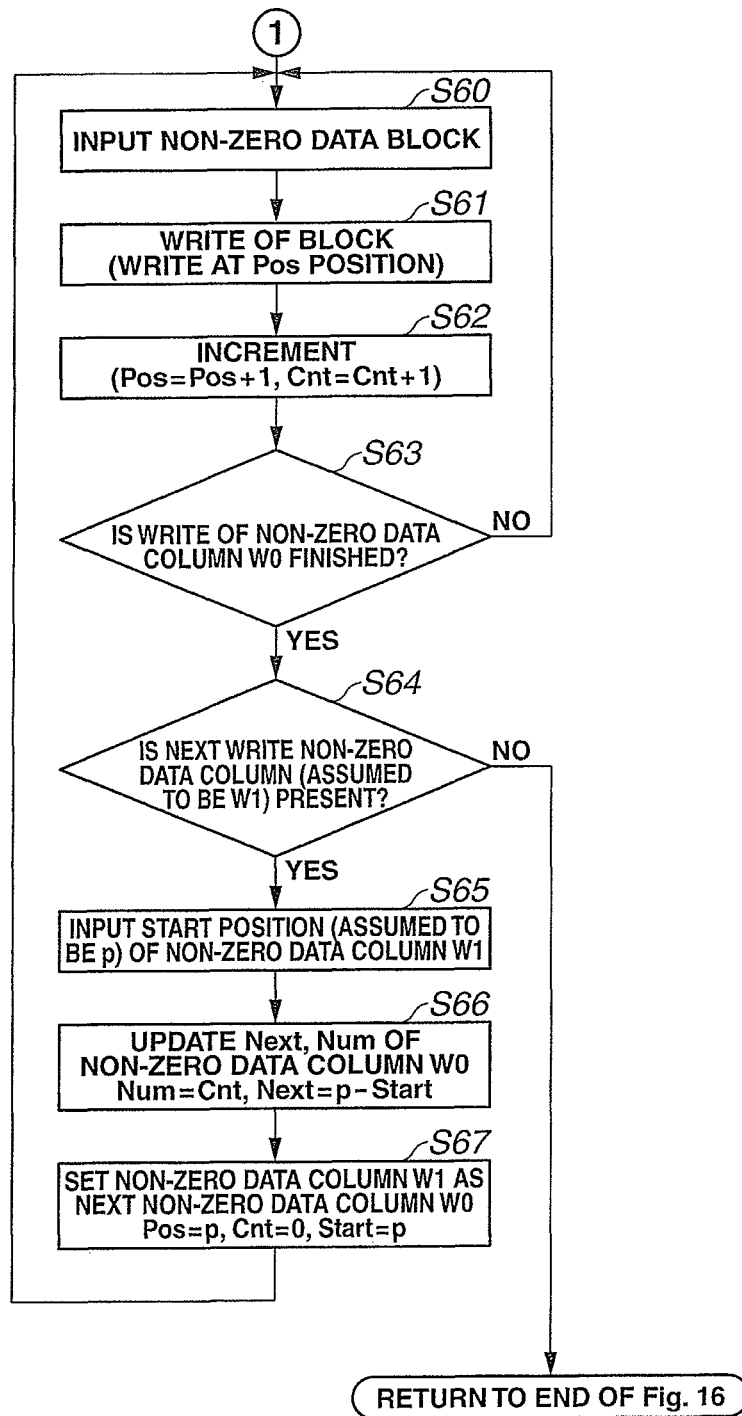 1
S60
INPUT NON-ZERO DATA BLOCK
S61
WRITE OF BLOCK
(WRITE AT Pos POSITION)
S62
INCREMENT
(Pos=Pos+1, Cnt=Cnt+1)
S63
IS WRITE OF NON-ZERO DATA
COLUMN W0 FINISHED?
NO
YES
S64
IS NEXT WRITE NON-ZERO
DATA COLUMN (ASSUMED
TO BE W1) PRESENT?
NO
YES
S65
INPUT START POSITION (ASSUMED TO
BE p) OF NON-ZERO DATA COLUMN W1
S66
UPDATE Next, Num OF
NON-ZERO DATA COLUMN W0
Num=Cnt, Next=p-Start
S67
SET NON-ZERO DATA COLUMN W1 AS
NEXT NON-ZERO DATA COLUMN W0
Pos=p, Cnt=0, Start=p
RETURN TO END OF Fig. 16